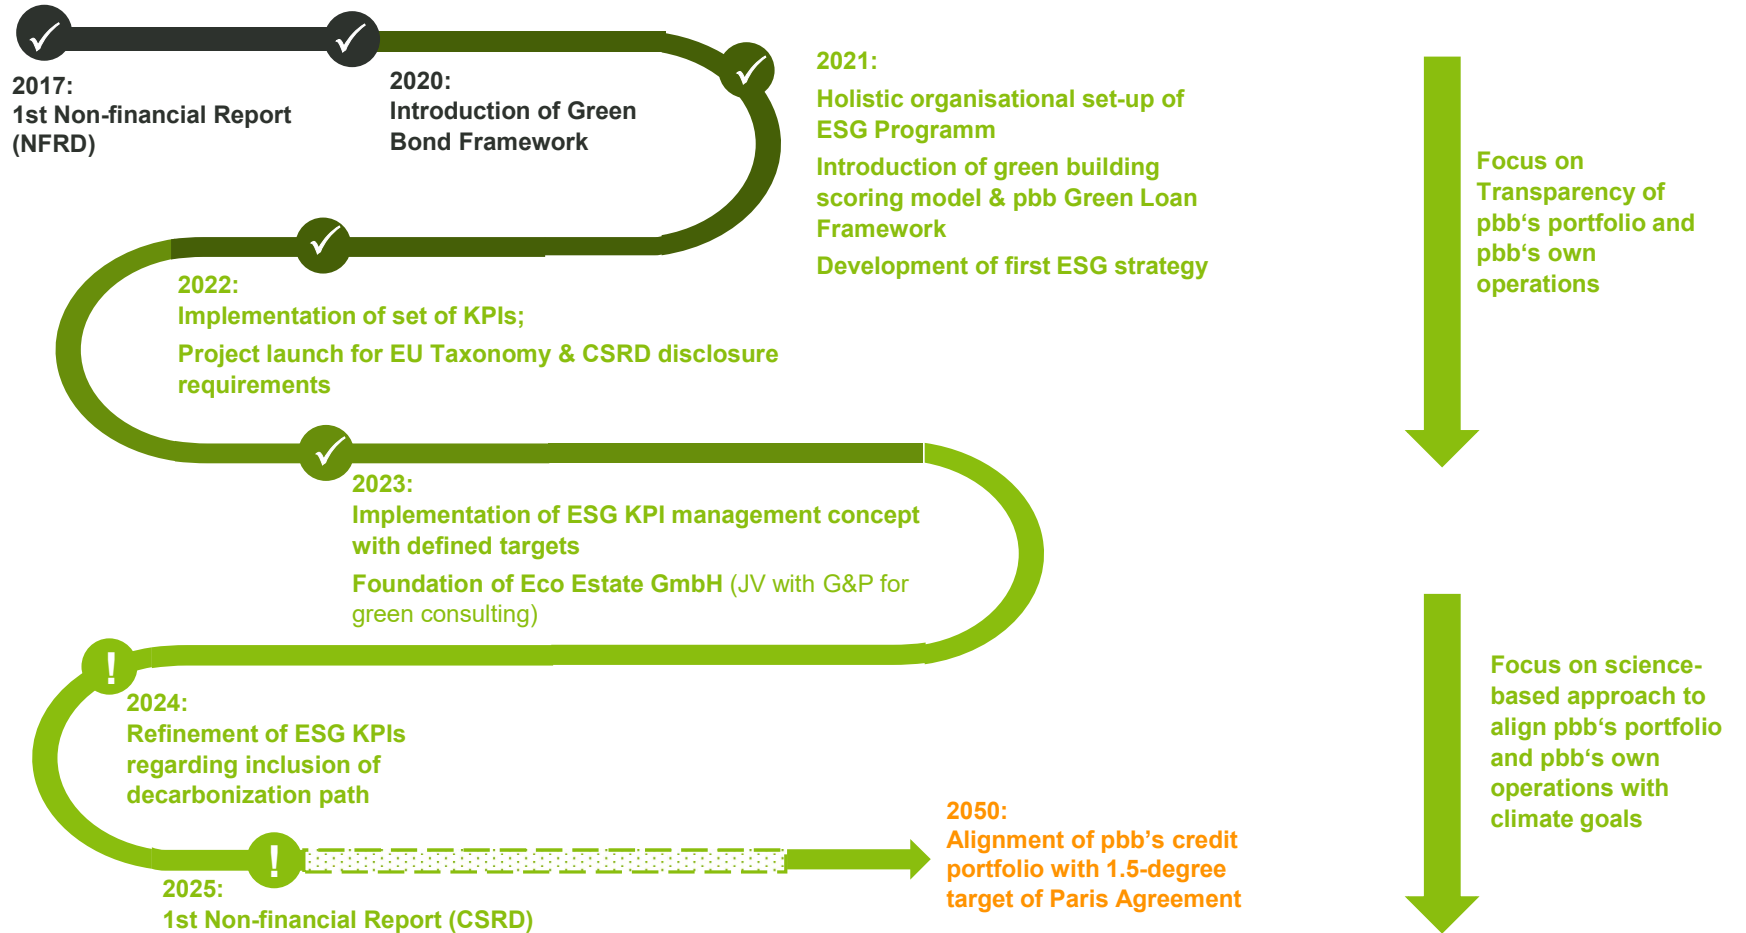 2017:
1st Non-financial Report
(NFRD)
2020:
Introduction of Green
Bond Framework
2021:
Holistic organisational set-up of
ESG Programm
Introduction of green building
scoring model & pbb Green Loan
Framework
Development of first ESG strategy
Focus on
Transparency of
pbb‘s portfolio and
pbb‘s own
operations
2022:
Implementation of set of KPIs;
Project launch for EU Taxonomy & CSRD disclosure
requirements
2023:
Implementation of ESG KPI management concept
with defined targets
Foundation of Eco Estate GmbH (JV with G&P for
green consulting)
!
2024:
Refinement of ESG KPIs
regarding inclusion of
decarbonization path
Focus on science-
based approach to
align pbb‘s portfolio
and pbb‘s own
operations with
climate goals
!
2025:
1st Non-financial Report (CSRD)
2050:
Alignment of pbb’s credit
portfolio with 1.5-degree
target of Paris Agreement